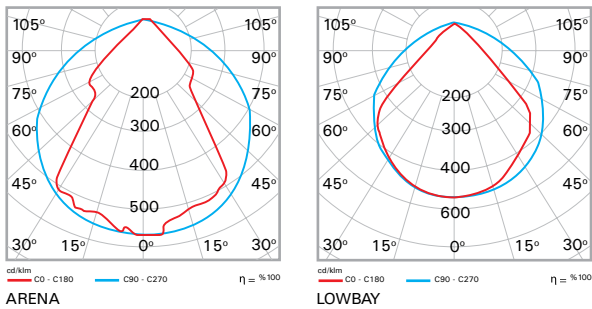 105° 105°
90° 90°
75° 75°
200
60° 300 60°
400
45° 45°
500
30° 15° 0° 15° 30°
cd/klm
C0 - C180 C90 - C270 η = %100
ARENA
105° 105°
90° 90°
75° 200 75°
60° 300 60°
400
45° 45°
600
30° 15° 0° 15° 30°
cd/klm
C0 - C180 C90 - C270 η = %100
LOWBAY